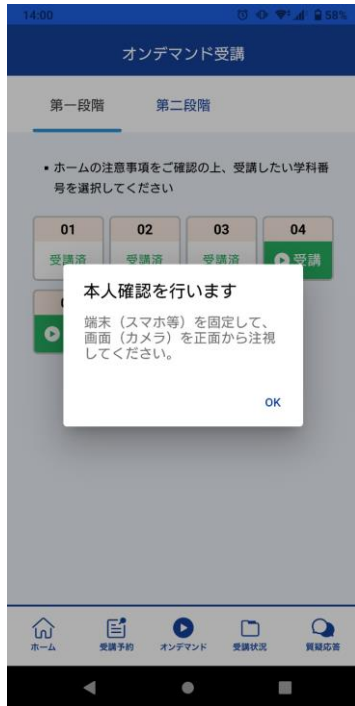 14:00
58%
オンデマンド受講
第一段階
第二段階
• ホームの注意事項をご確認の上、受講したい学科番
号を選択してください
01
02
03
04
受講済
受講済
受講済
受講
本人確認を行います
端末（スマホ等）を固定して、
画面（カメラ）を正面から注視
してください。
OK
ホーム
受講予約
オンデマンド
受講状況
質疑応答